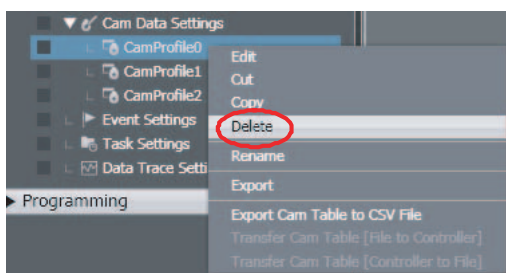 Cam Data Settings
CamProfile0
CamProfile1
CamProfile2
Event Settings
Task Settings
Data Trace Setti
Programming
Edit
Cut
Copy
Delete
Rename
Export
Export Cam Table to CSV File
Transfer Cam Table [File to Controller]
Transfer Cam Table [Controller to File]